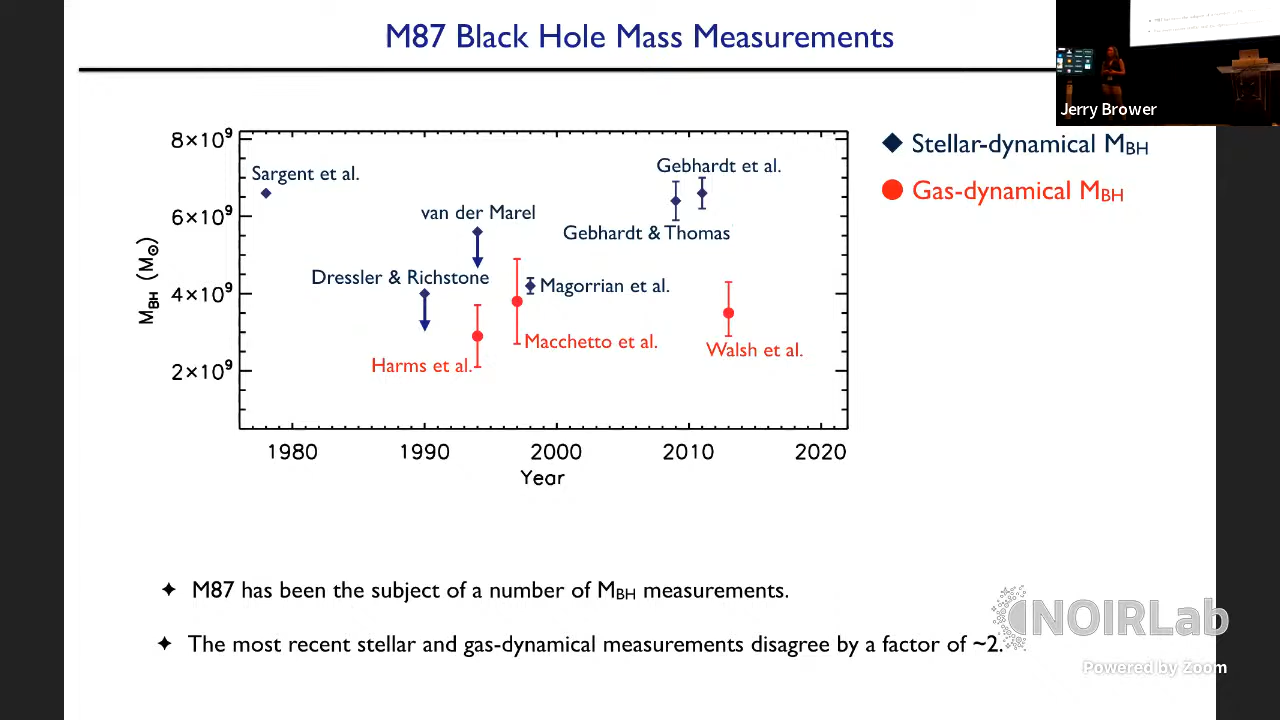 M87 Black Hole Mass Measurements
Jerry Brower
Stellar-dynamical M_BH
Gas-dynamical M_BH
8×10⁹
6×10⁹
4×10⁹
2×10⁹
M_BH (M_⊙)
Sargent et al.
van der Marel
Dressler & Richstone
Harms et al.
Macchetto et al.
Magorrian et al.
Gebhardt et al.
Gebhardt & Thomas
Walsh et al.
1980 1990 2000 2010 2020
Year
✦ M87 has been the subject of a number of M_BH measurements.
✦ The most recent stellar and gas-dynamical measurements disagree by a factor of ~2.
NOIRLab
Powered by Zoom